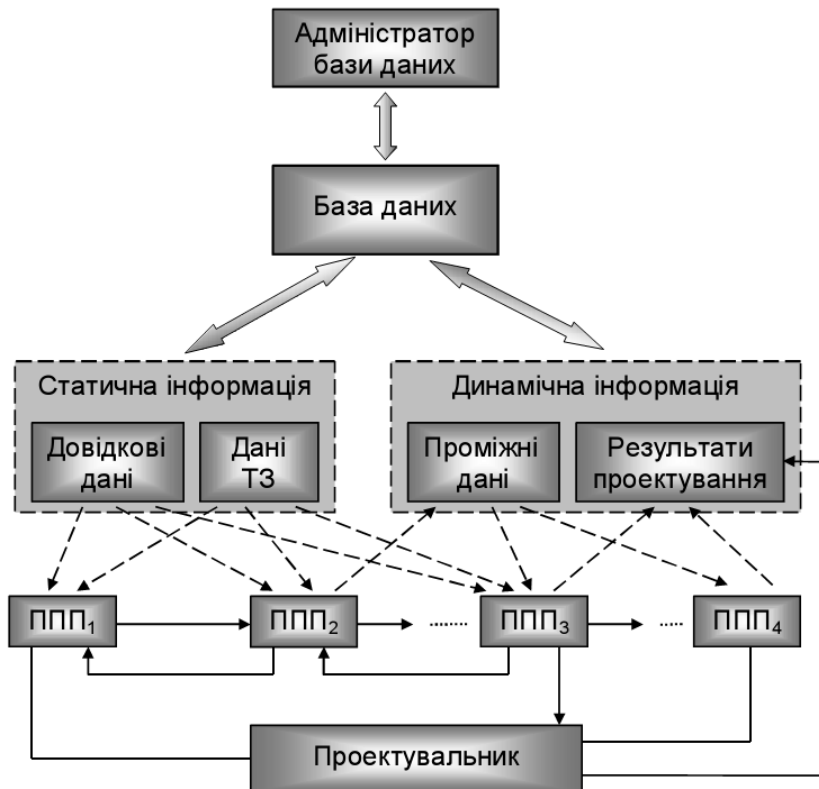 Адміністратор
бази даних
База даних
Статична інформація
Довідкові
дані
Дані
ТЗ
Динамічна інформація
Проміжні
дані
Результати
проектування
ППП₁
ППП₂
........
ППП₃
.....
ППП₄
Проектувальник